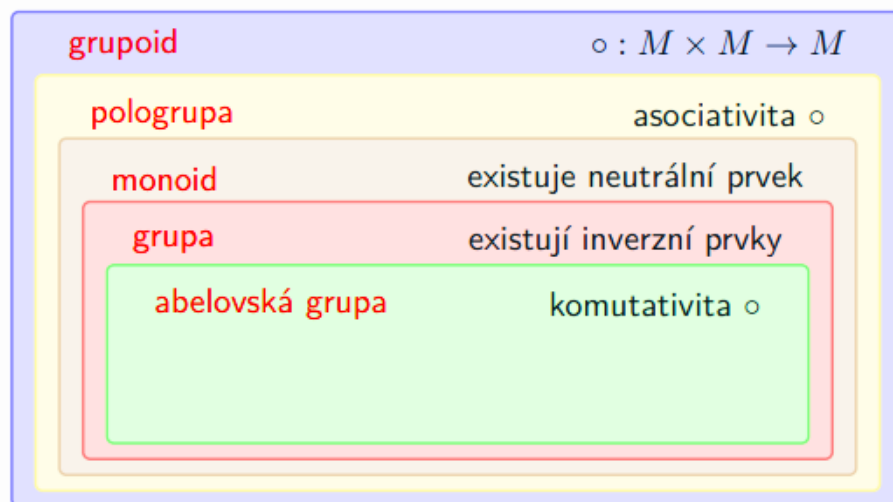 grupoid ∘ : M × M → M
pologrupa asociativita ∘
monoid existuje neutrální prvek
grupa existují inverzní prvky
abelovská grupa komutativita ∘